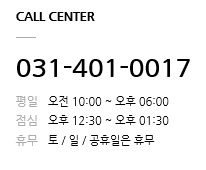 CALL CENTER
031-401-0017
평일 오전 10:00 ~ 오후 06:00
점심 오후 12:30 ~ 오후 01:30
휴무 토 / 일 / 공휴일은 휴무